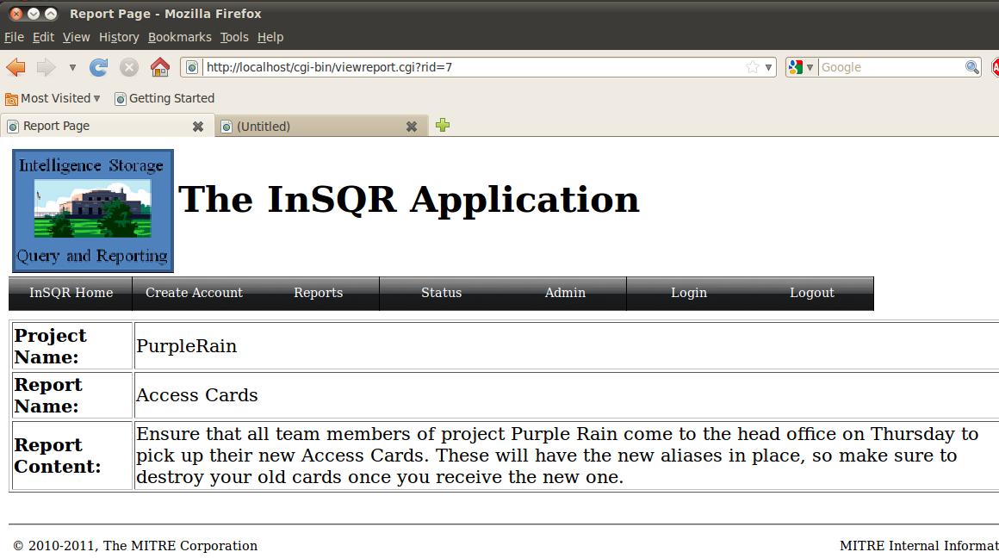 Report Page - Mozilla Firefox
File Edit View History Bookmarks Tools Help
http://localhost/cgi-bin/viewreport.cgi?rid=7 Google
Most Visited Getting Started
Report Page (Untitled)
Intelligence Storage
Query and Reporting
The InSQR Application
InSQR Home Create Account Reports Status Admin Login Logout
Project
Name:
PurpleRain
Report
Name:
Access Cards
Report
Content:
Ensure that all team members of project Purple Rain come to the head office on Thursday to
pick up their new Access Cards. These will have the new aliases in place, so make sure to
destroy your old cards once you receive the new one.
© 2010-2011, The MITRE Corporation MITRE Internal Informat